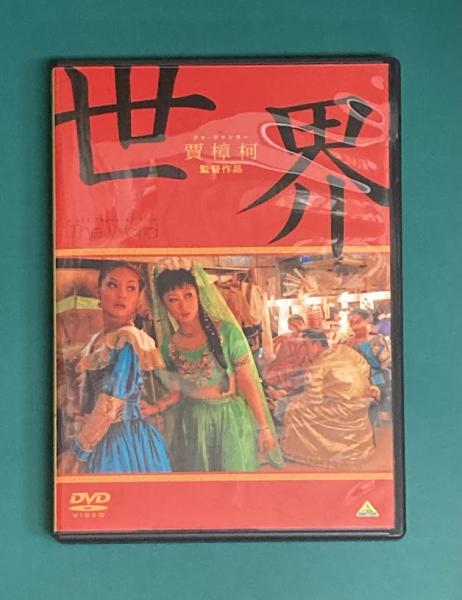 世界
ジャ・ジャンクー
賈樟柯
監督作品
The World
DVD
VIDEO